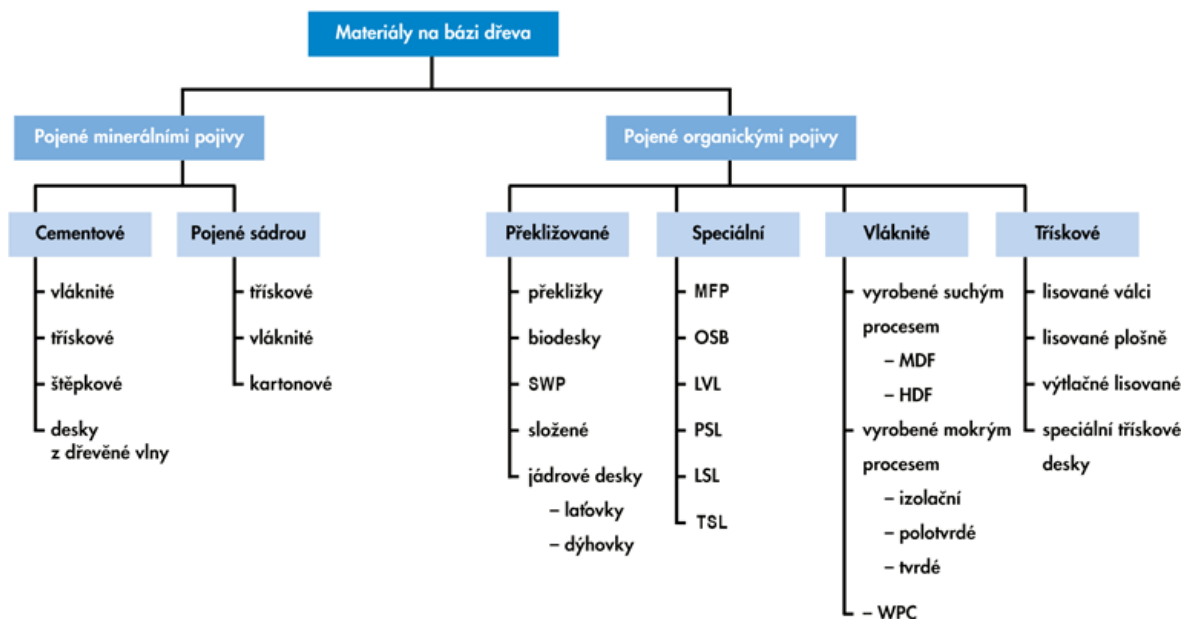 Materiály na bázi dřeva
Pojené minerálními pojivy
Pojené organickými pojivy
Cementové
Pojené sádrou
Překližované
Speciální
Vláknité
Třískové
vláknité
třískové
štěpkové
desky
z dřevěné vlny
třískové
vláknité
kartonové
překližky
biodesky
SWP
složené
jádrové desky
– laťovky
– dýhovky
MFP
OSB
LVL
PSL
LSL
TSL
vyrobené suchým
procesem
– MDF
– HDF
vyrobené mokrým
procesem
– izolační
– polotvrdé
– tvrdé
– WPC
lisované válci
lisované plošně
výtlačné lisované
speciální třískové
desky